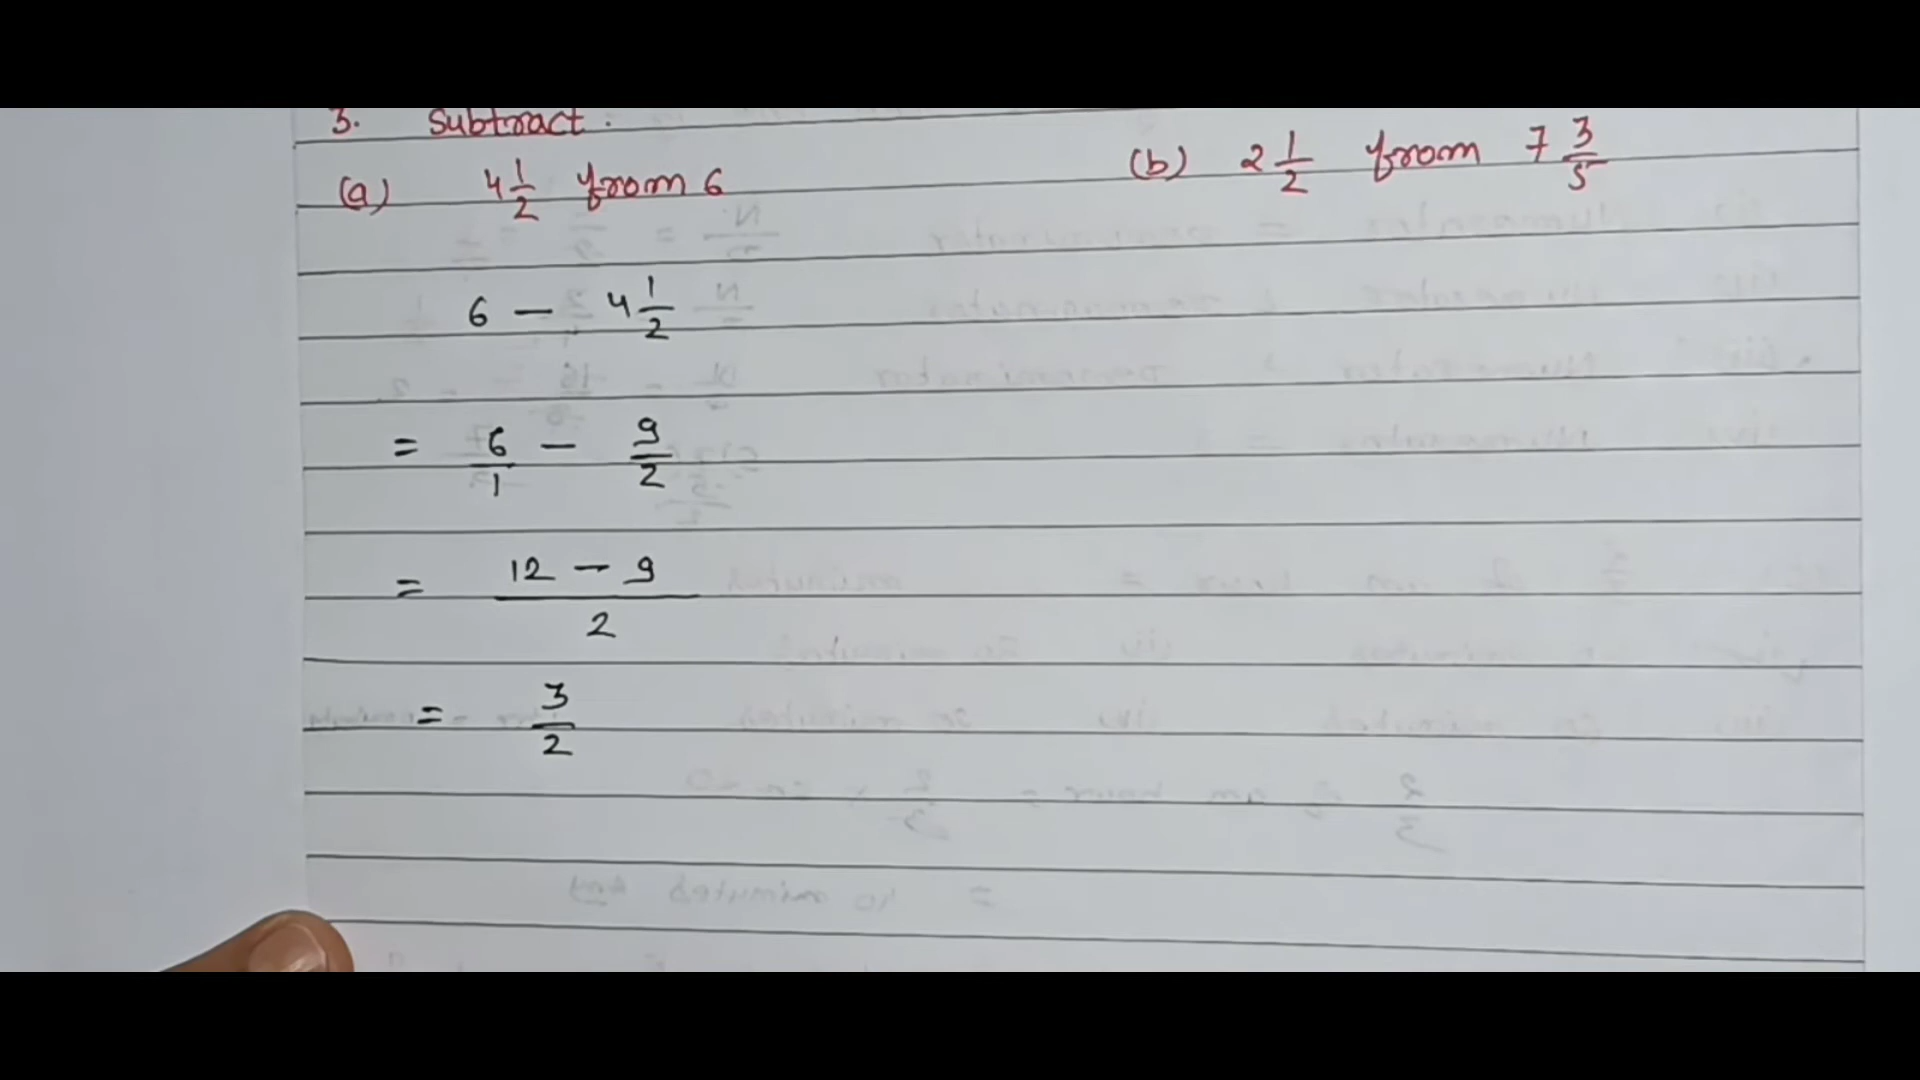 3. Subtract.
(a) 4 1/2 from 6
(b) 2 1/2 from 7 3/5
6 - 4 1/2
= 6/1 - 9/2
= 12 - 9 / 2
= 3/2